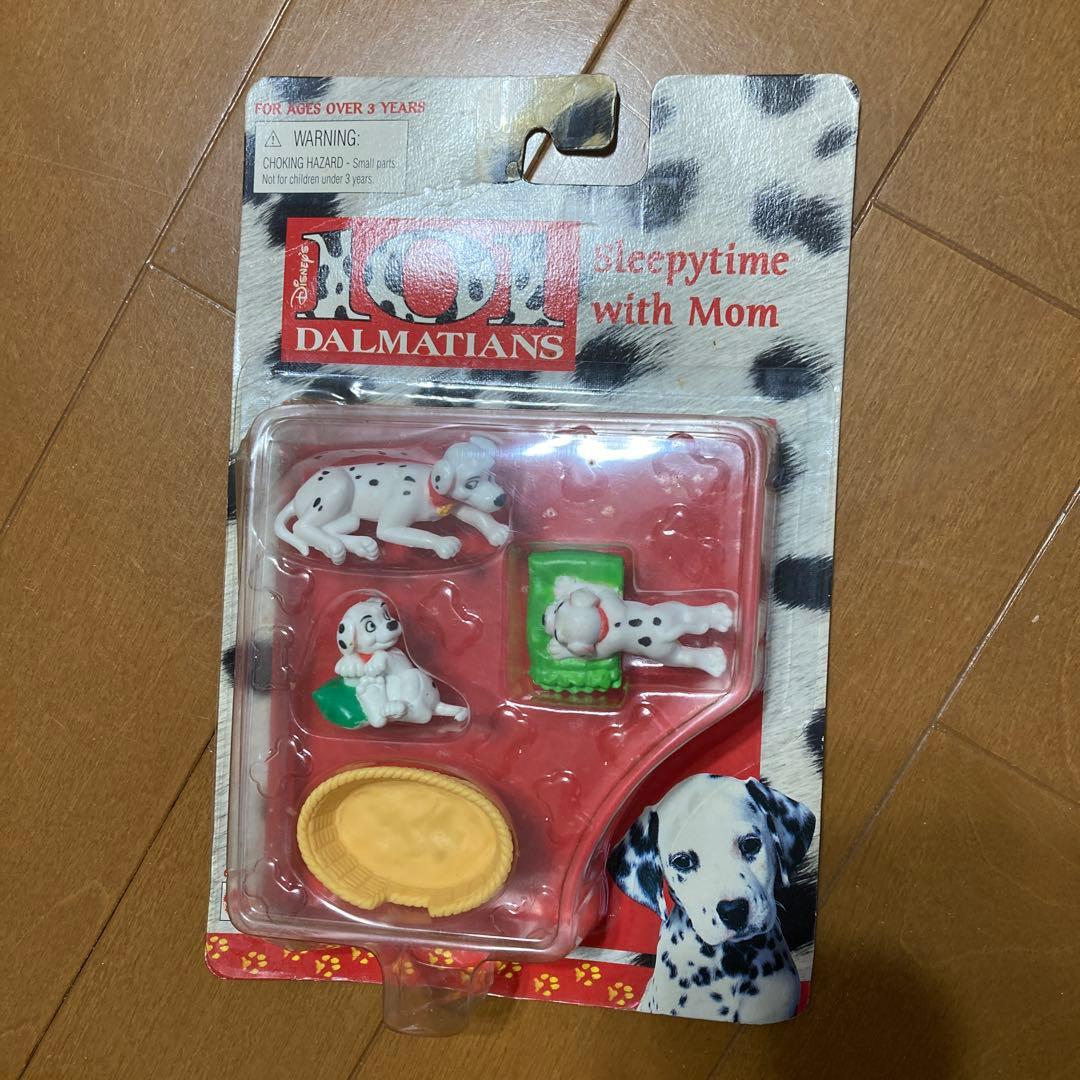 FOR AGES OVER 3 YEARS
WARNING:
CHOKING HAZARD - Small parts.
Not for children under 3 years.
DISNEY'S
101
DALMATIANS
Sleepytime
with Mom